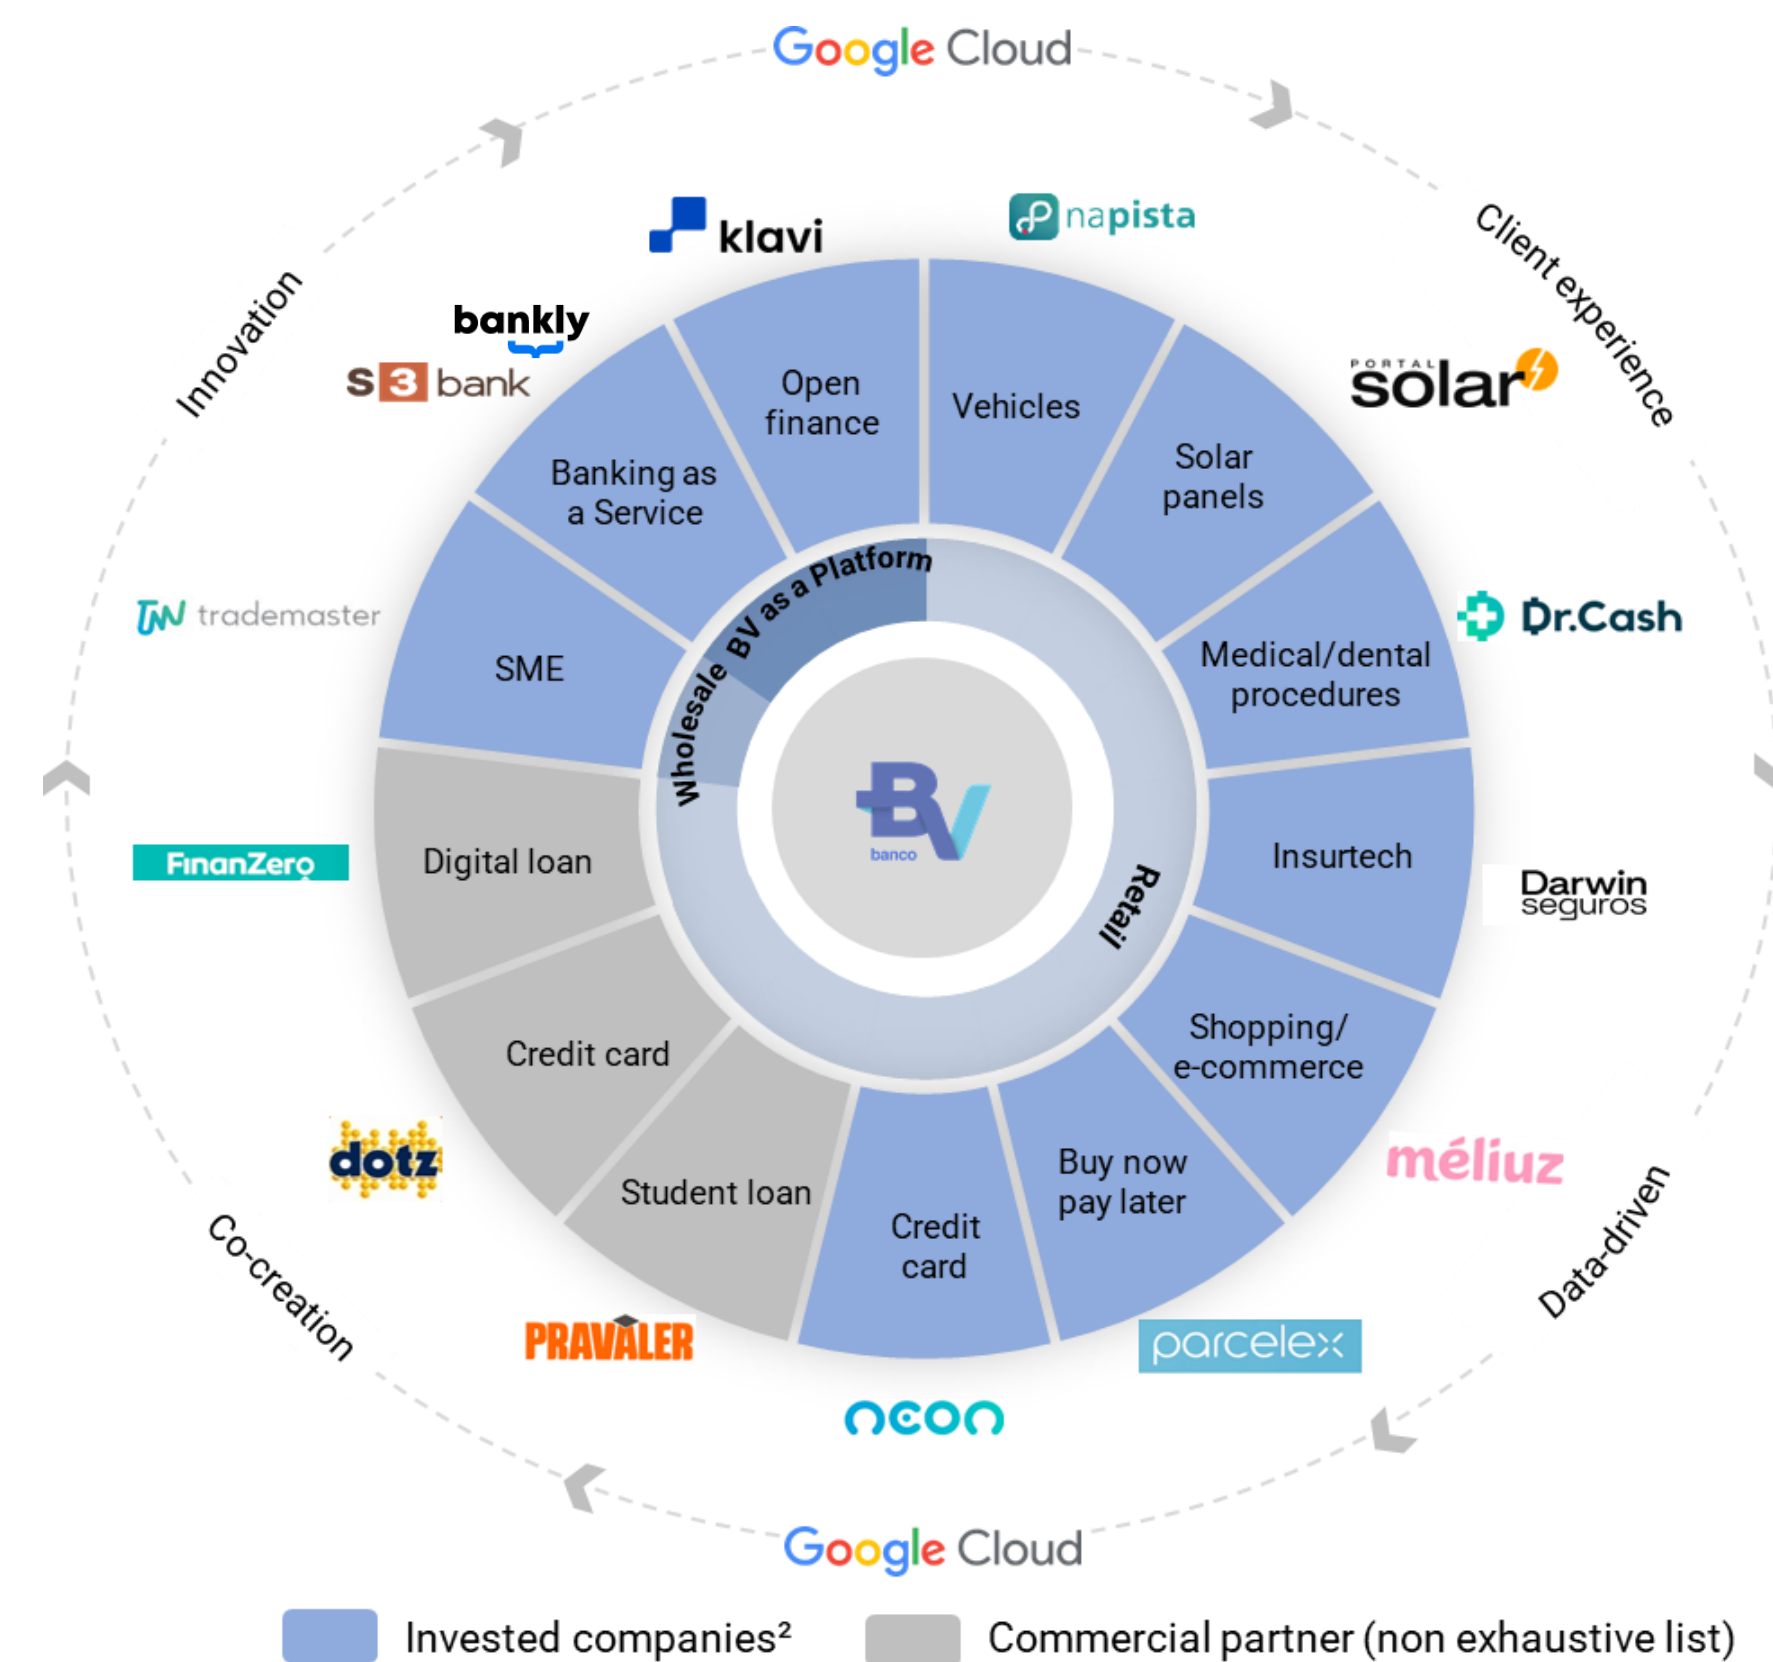 Google Cloud
Client experience
Innovation
klavi
napista
bankly
S3 bank
PORTAL
solar
Open
finance
Vehicles
Banking as
a Service
Solar
panels
BV as a Platform
trademaster
Dr.Cash
SME
Wholesale
Medical/dental
procedures
BV
banco
FinanZero
Digital loan
Retail
Insurtech
Darwin
seguros
Credit card
Shopping/
e-commerce
dotz
méliuz
Student loan
Buy now
pay later
Credit
card
Co-creation
Data-driven
PRAVALER
parcelex
neon
Google Cloud
Invested companies²
Commercial partner (non exhaustive list)